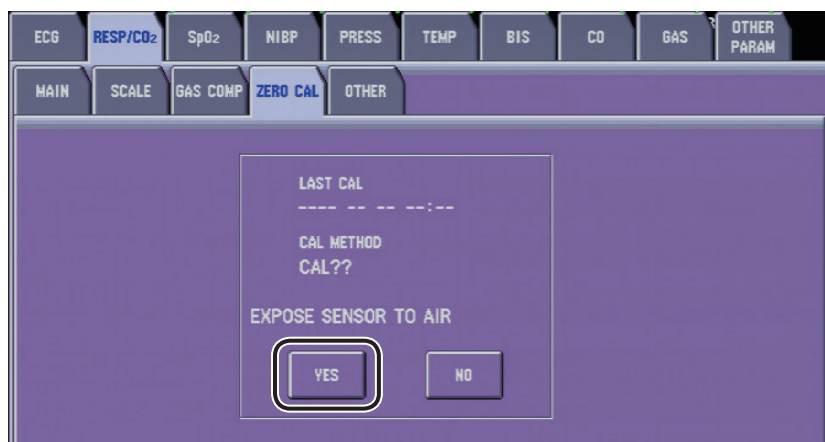 ECG RESP/CO₂ SpO₂ NIBP PRESS TEMP BIS CO GAS OTHER PARAM
MAIN SCALE GAS COMP ZERO CAL OTHER
LAST CAL
---- -- -- --:--
CAL METHOD
CAL??
EXPOSE SENSOR TO AIR
YES NO